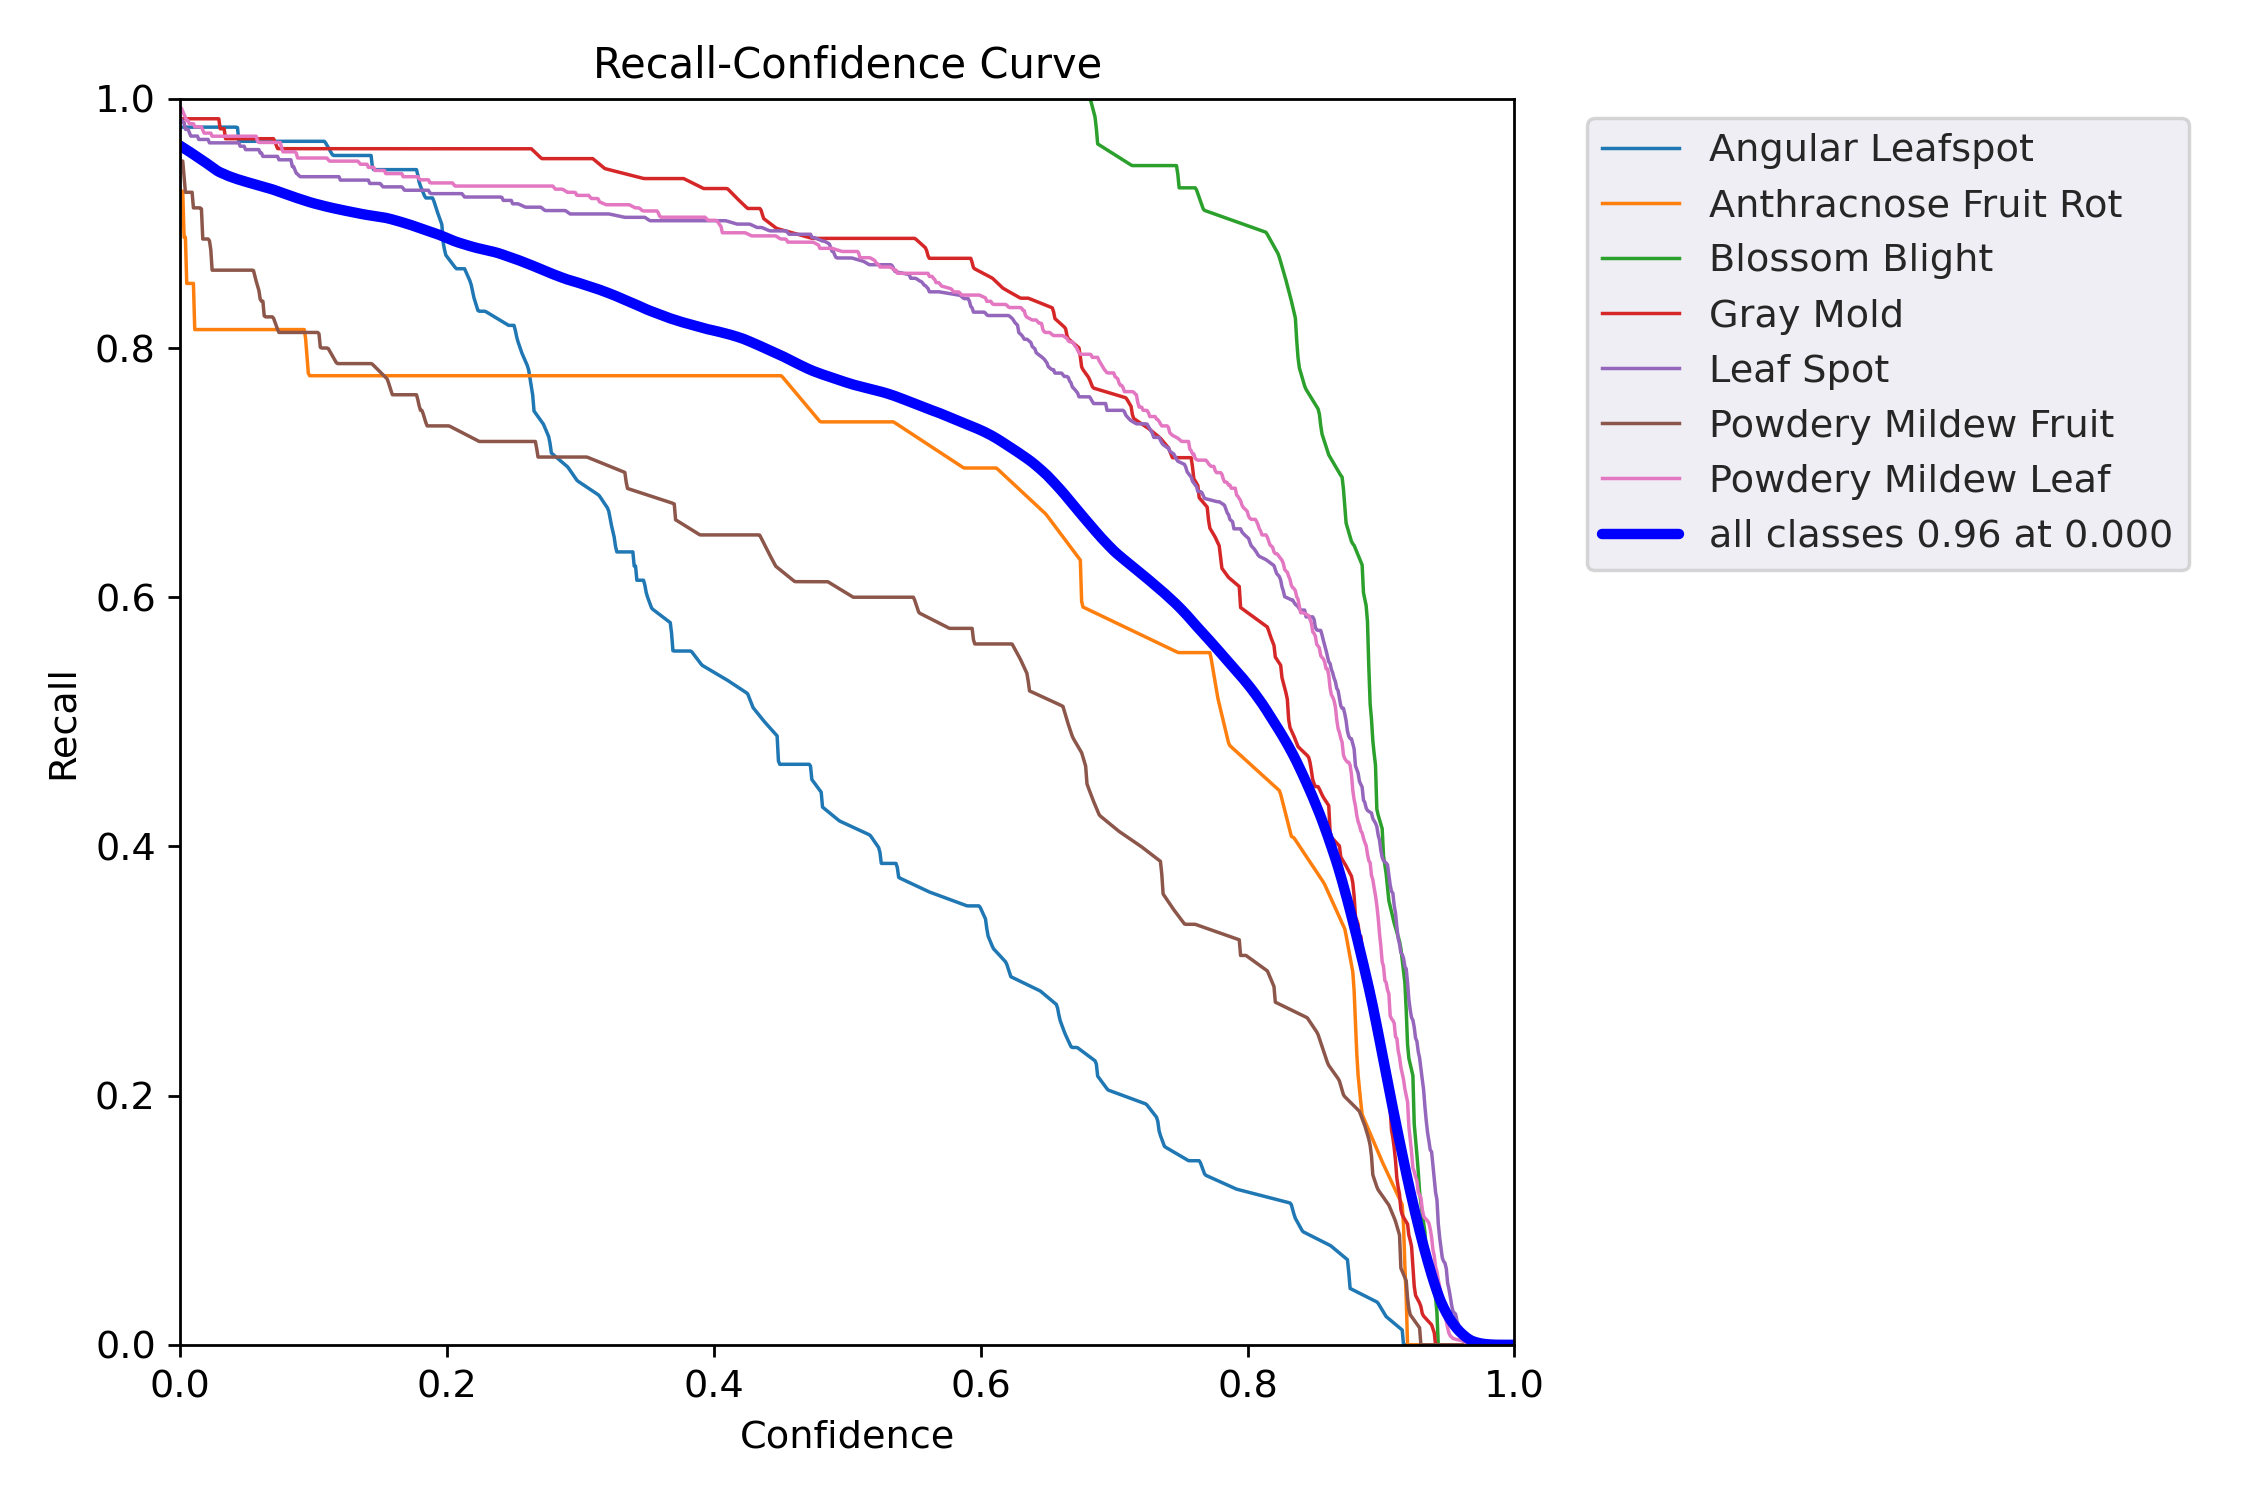 Recall-Confidence Curve
1.0
0.8
0.6
0.4
0.2
0.0
Recall
0.0 0.2 0.4 0.6 0.8 1.0
Confidence
Angular Leafspot
Anthracnose Fruit Rot
Blossom Blight
Gray Mold
Leaf Spot
Powdery Mildew Fruit
Powdery Mildew Leaf
all classes 0.96 at 0.000